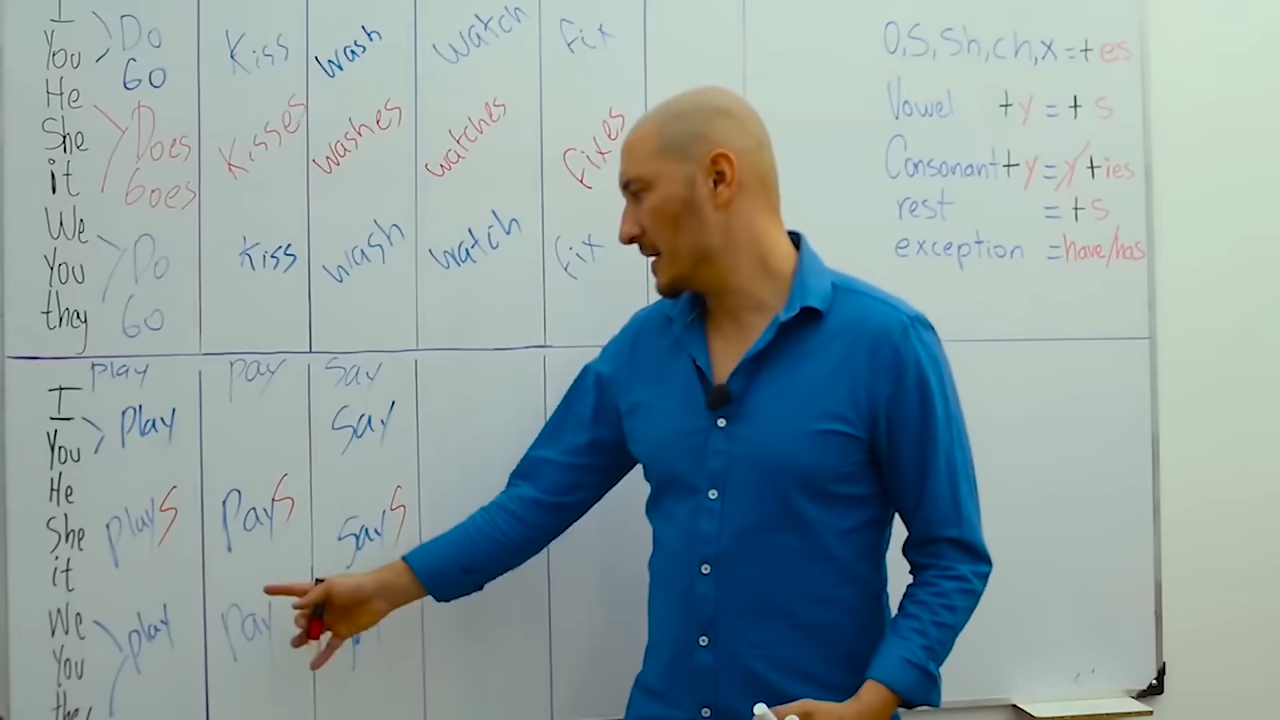 I
You Do Kiss wash watch fix
Go
He
She Does Kisses washes watches fixes
it Goes
We
You Do Kiss wash watch fix
they Go
O,S,Sh,ch,x=+es
Vowel +y=+s
Consonant+y=y+ies
rest =+s
exception =have/has
play pay say
I
You play say
He
She plays Pays says
it
We play pay
You